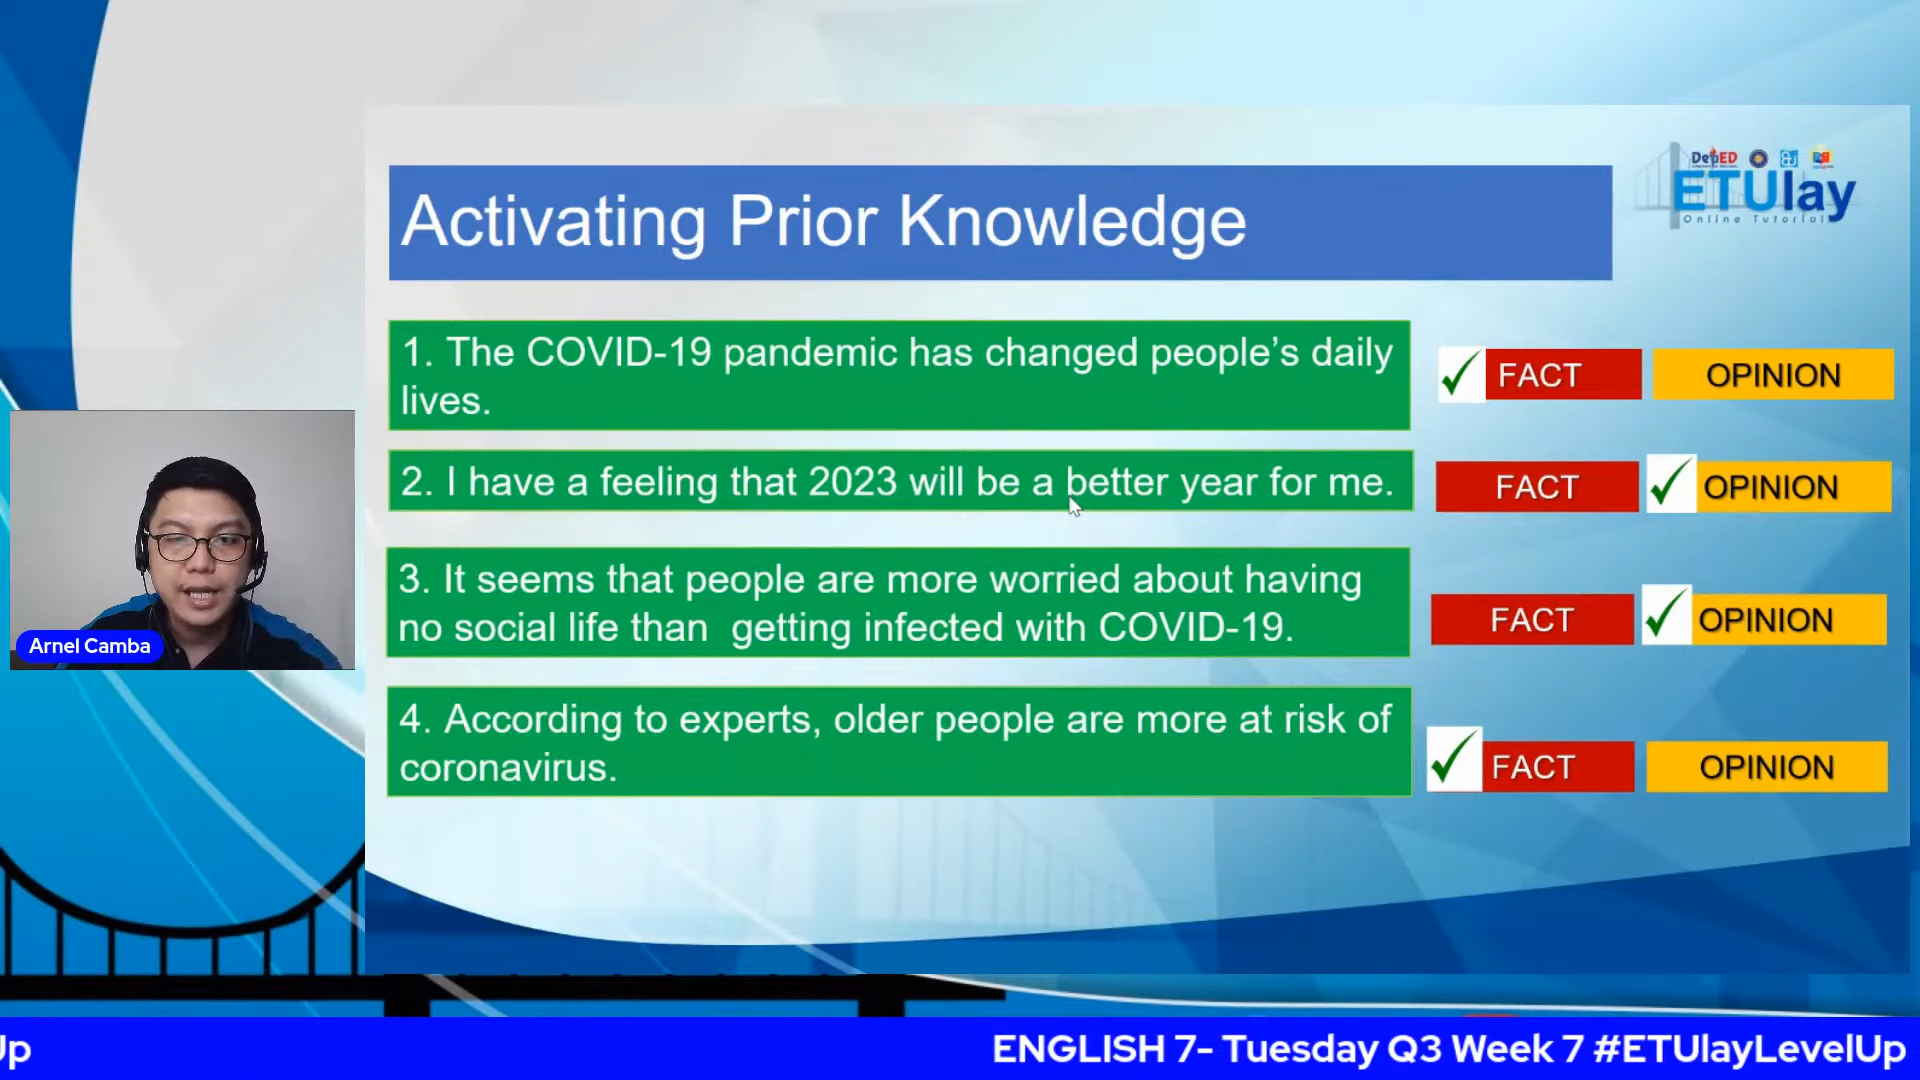 DepED
ETUlay
Online Tutorial
Activating Prior Knowledge
1. The COVID-19 pandemic has changed people’s daily
lives.
FACT
OPINION
2. I have a feeling that 2023 will be a better year for me.
FACT
OPINION
3. It seems that people are more worried about having
no social life than getting infected with COVID-19.
FACT
OPINION
4. According to experts, older people are more at risk of
coronavirus.
FACT
OPINION
Arnel Camba
Up
ENGLISH 7- Tuesday Q3 Week 7 #ETUlayLevelUp